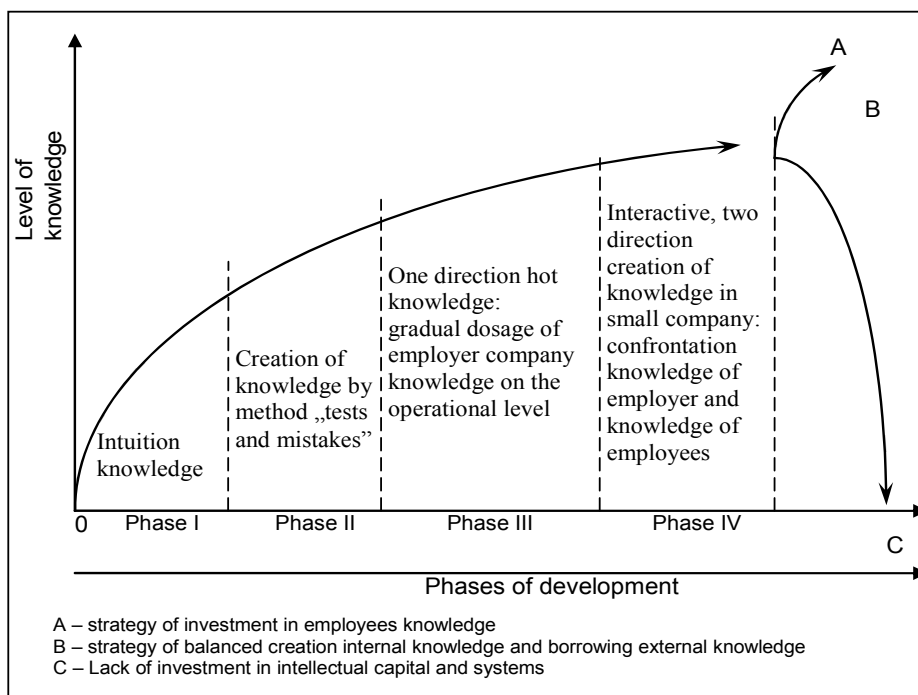 A
B
Level of
knowledge
Interactive, two
direction
creation of
knowledge in
small company:
confrontation
knowledge of
employer and
knowledge of
employees
One direction hot
knowledge:
gradual dosage of
employer company
knowledge on the
operational level
Creation of
knowledge by
method „tests
and mistakes”
Intuition
knowledge
0
Phase I
Phase II
Phase III
Phase IV
C
Phases of development
A – strategy of investment in employees knowledge
B – strategy of balanced creation internal knowledge and borrowing external knowledge
C – Lack of investment in intellectual capital and systems